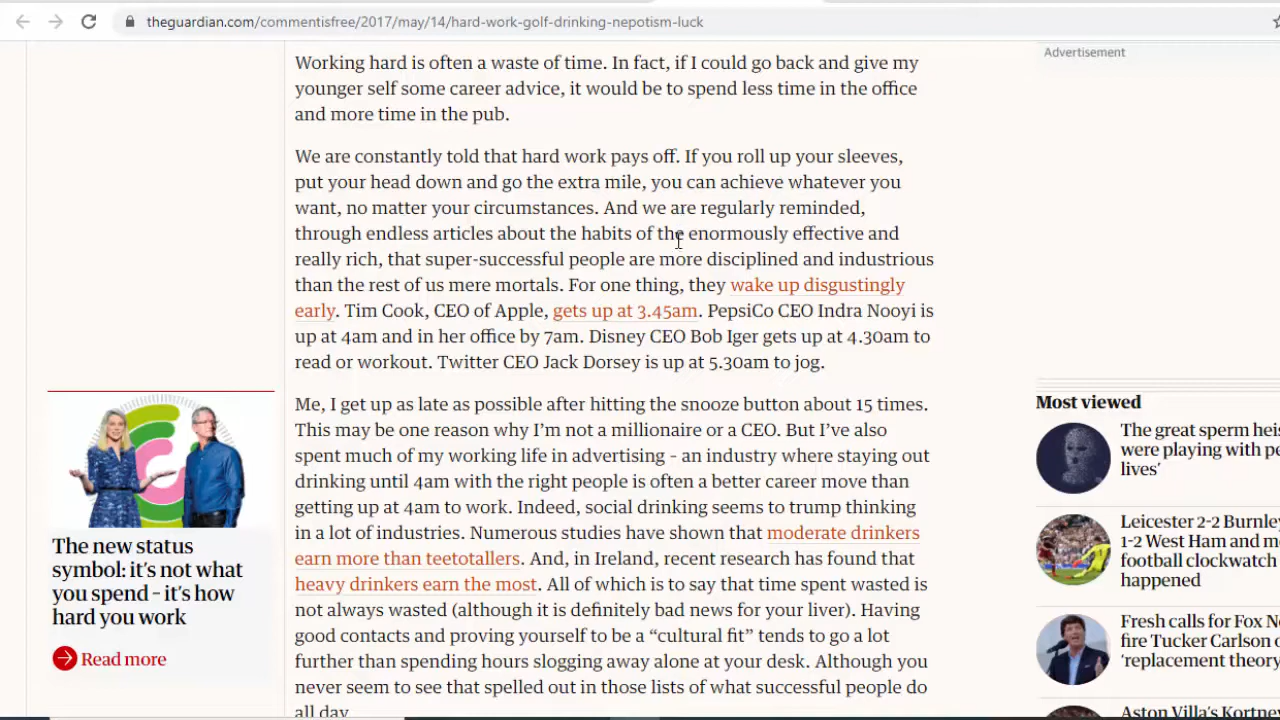 theguardian.com/commentisfree/2017/may/14/hard-work-golf-drinking-nepotism-luck
Working hard is often a waste of time. In fact, if I could go back and give my
younger self some career advice, it would be to spend less time in the office
and more time in the pub.
We are constantly told that hard work pays off. If you roll up your sleeves,
put your head down and go the extra mile, you can achieve whatever you
want, no matter your circumstances. And we are regularly reminded,
through endless articles about the habits of the enormously effective and
really rich, that super-successful people are more disciplined and industrious
than the rest of us mere mortals. For one thing, they wake up disgustingly
early. Tim Cook, CEO of Apple, gets up at 3.45am. PepsiCo CEO Indra Nooyi is
up at 4am and in her office by 7am. Disney CEO Bob Iger gets up at 4.30am to
read or workout. Twitter CEO Jack Dorsey is up at 5.30am to jog.
Me, I get up as late as possible after hitting the snooze button about 15 times.
This may be one reason why I'm not a millionaire or a CEO. But I've also
spent much of my working life in advertising - an industry where staying out
drinking until 4am with the right people is often a better career move than
getting up at 4am to work. Indeed, social drinking seems to trump thinking
in a lot of industries. Numerous studies have shown that moderate drinkers
earn more than teetotallers. And, in Ireland, recent research has found that
heavy drinkers earn the most. All of which is to say that time spent wasted is
not always wasted (although it is definitely bad news for your liver). Having
good contacts and proving yourself to be a “cultural fit” tends to go a lot
further than spending hours slogging away alone at your desk. Although you
never seem to see that spelled out in those lists of what successful people do
all day.
The new status
symbol: it's not what
you spend - it's how
hard you work
Read more
Advertisement
Most viewed
The great sperm heis
were playing with pe
lives'
Leicester 2-2 Burnley
1-2 West Ham and mo
football clockwatch
happened
Fresh calls for Fox N
fire Tucker Carlson o
'replacement theory
Aston Villa's Kortne